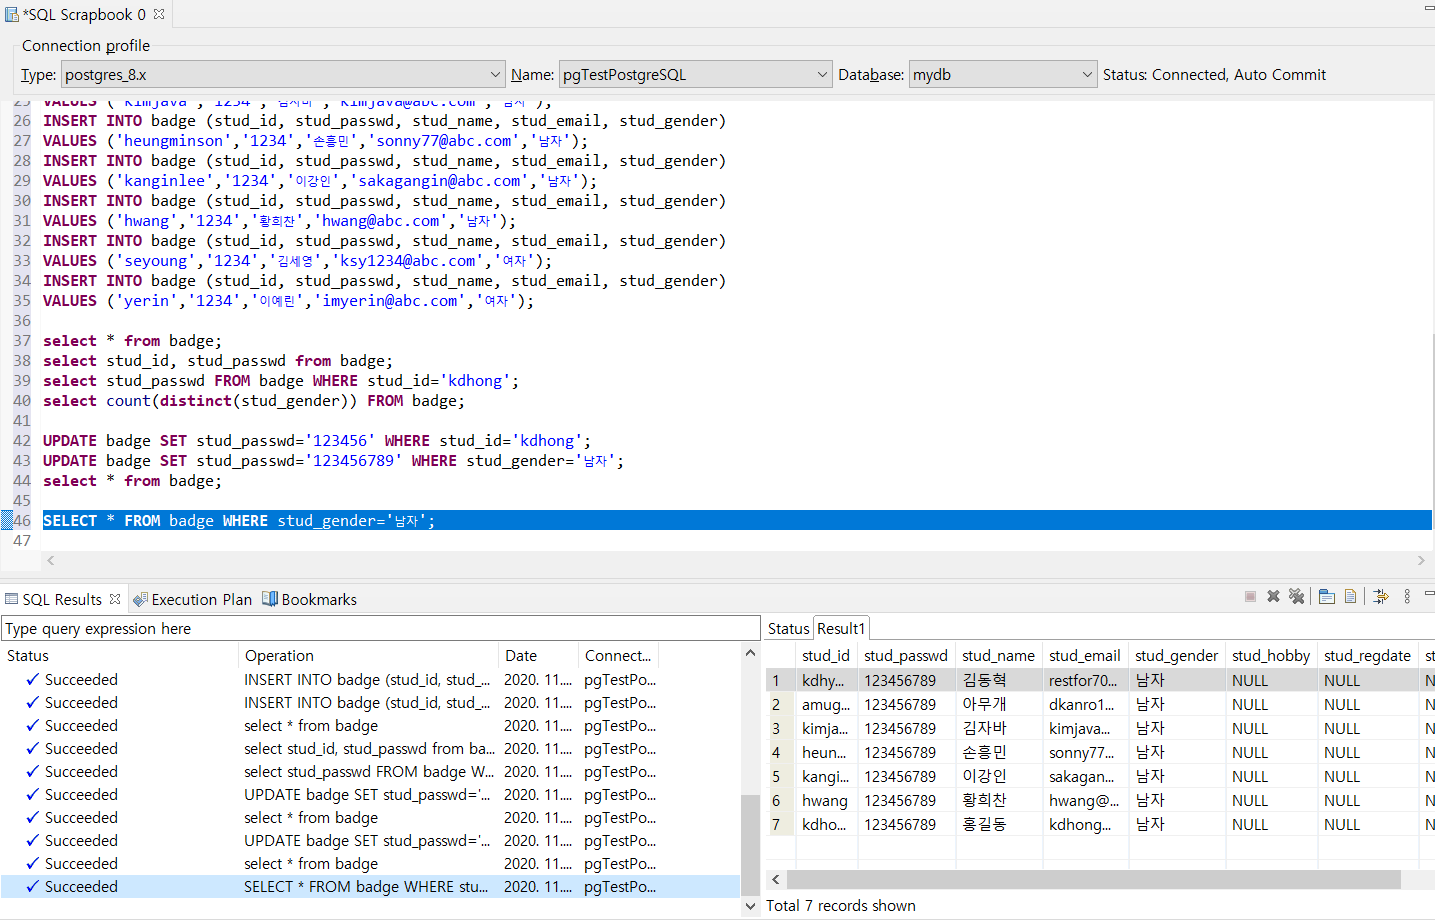 *SQL Scrapbook 0
Connection profile
Type: postgres_8.x Name: pgTestPostgreSQL Database: mydb Status: Connected, Auto Commit
25 VALUES ('kimjava','1234','김자바','kimjava@abc.com','남자');
26 INSERT INTO badge (stud_id, stud_passwd, stud_name, stud_email, stud_gender)
27 VALUES ('heungminson','1234','손흥민','sonny77@abc.com','남자');
28 INSERT INTO badge (stud_id, stud_passwd, stud_name, stud_email, stud_gender)
29 VALUES ('kanginlee','1234','이강인','sakagangin@abc.com','남자');
30 INSERT INTO badge (stud_id, stud_passwd, stud_name, stud_email, stud_gender)
31 VALUES ('hwang','1234','황희찬','hwang@abc.com','남자');
32 INSERT INTO badge (stud_id, stud_passwd, stud_name, stud_email, stud_gender)
33 VALUES ('seyoung','1234','김세영','ksy1234@abc.com','여자');
34 INSERT INTO badge (stud_id, stud_passwd, stud_name, stud_email, stud_gender)
35 VALUES ('yerin','1234','이예린','imyerin@abc.com','여자');
36
37 select * from badge;
38 select stud_id, stud_passwd from badge;
39 select stud_passwd FROM badge WHERE stud_id='kdhong';
40 select count(distinct(stud_gender)) FROM badge;
41
42 UPDATE badge SET stud_passwd='123456' WHERE stud_id='kdhong';
43 UPDATE badge SET stud_passwd='123456789' WHERE stud_gender='남자';
44 select * from badge;
45
46 SELECT * FROM badge WHERE stud_gender='남자';
47
SQL Results Execution Plan Bookmarks
Type query expression here
Status Operation Date Connect...
Succeeded INSERT INTO badge (stud_id, stud_... 2020. 11.... pgTestPo...
Succeeded INSERT INTO badge (stud_id, stud_... 2020. 11.... pgTestPo...
Succeeded select * from badge 2020. 11.... pgTestPo...
Succeeded select stud_id, stud_passwd from ba... 2020. 11.... pgTestPo...
Succeeded select stud_passwd FROM badge W... 2020. 11.... pgTestPo...
Succeeded UPDATE badge SET stud_passwd='... 2020. 11.... pgTestPo...
Succeeded select * from badge 2020. 11.... pgTestPo...
Succeeded UPDATE badge SET stud_passwd='... 2020. 11.... pgTestPo...
Succeeded select * from badge 2020. 11.... pgTestPo...
Succeeded SELECT * FROM badge WHERE stu... 2020. 11.... pgTestPo...
Status Result1
stud_id stud_passwd stud_name stud_email stud_gender stud_hobby stud_regdate st
1 kdhy... 123456789 김동혁 restfor70... 남자 NULL NULL N
2 amug... 123456789 아무개 dkanro1... 남자 NULL NULL N
3 kimja... 123456789 김자바 kimjava... 남자 NULL NULL N
4 heun... 123456789 손흥민 sonny77... 남자 NULL NULL N
5 kangi... 123456789 이강인 sakagan... 남자 NULL NULL N
6 hwang 123456789 황희찬 hwang@... 남자 NULL NULL N
7 kdho... 123456789 홍길동 kdhong... 남자 NULL NULL N
Total 7 records shown